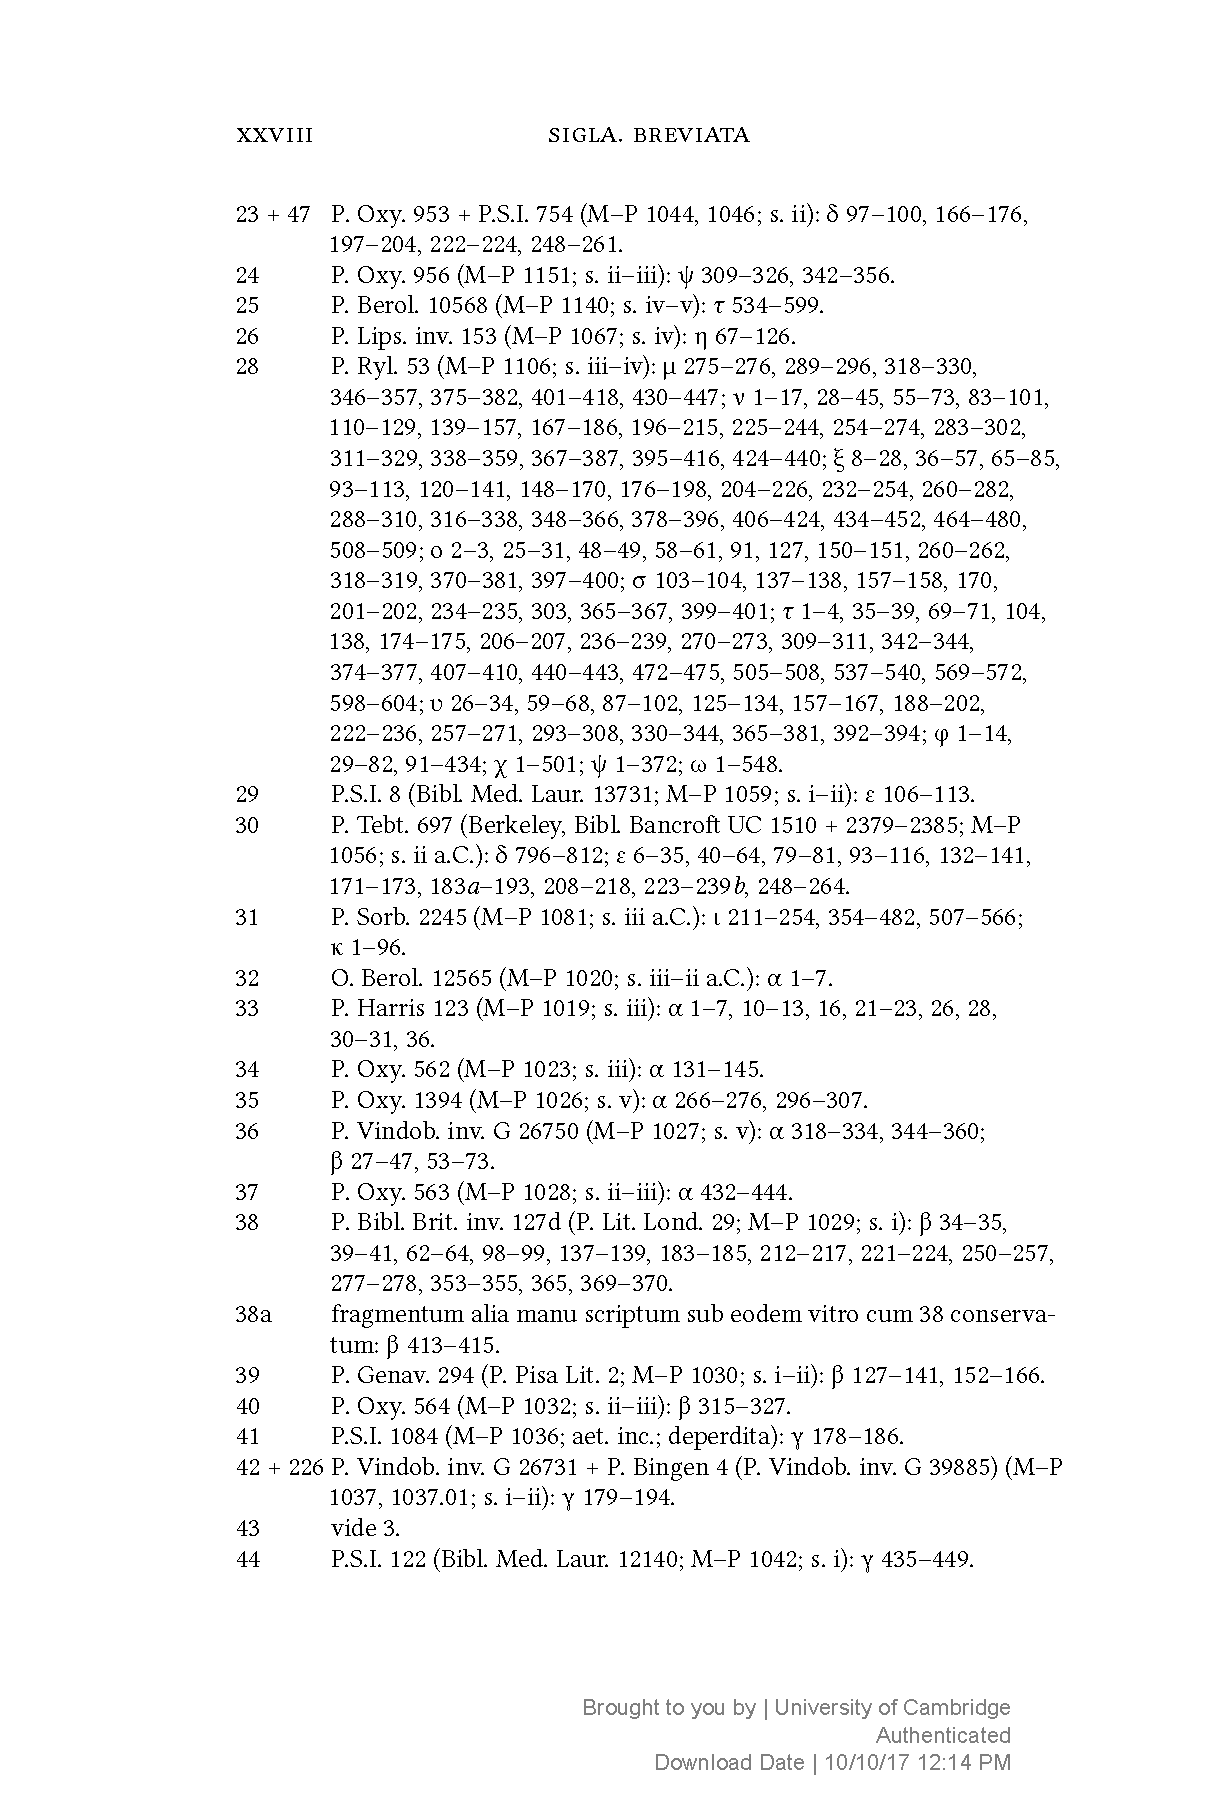 XXVIII SIGLA. BREVIATA
23 + 47 P. Oxy. 953 + P.S.I. 754 (M–P 1044, 1046; s. ii): δ 97–100, 166–176,
197–204, 222–224, 248–261.
24 P. Oxy. 956 (M–P 1151; s. ii–iii): ψ 309–326, 342–356.
25 P. Berol. 10568 (M–P 1140; s. iv–v): τ 534–599.
26 P. Lips. inv. 153 (M–P 1067; s. iv): η 67–126.
28 P. Ryl. 53 (M–P 1106; s. iii–iv): μ 275–276, 289–296, 318–330,
346–357, 375–382, 401–418, 430–447; ν 1–17, 28–45, 55–73, 83–101,
110–129, 139–157, 167–186, 196–215, 225–244, 254–274, 283–302,
311–329, 338–359, 367–387, 395–416, 424–440; ξ 8–28, 36–57, 65–85,
93–113, 120–141, 148–170, 176–198, 204–226, 232–254, 260–282,
288–310, 316–338, 348–366, 378–396, 406–424, 434–452, 464–480,
508–509; ο 2–3, 25–31, 48–49, 58–61, 91, 127, 150–151, 260–262,
318–319, 370–381, 397–400; σ 103–104, 137–138, 157–158, 170,
201–202, 234–235, 303, 365–367, 399–401; τ 1–4, 35–39, 69–71, 104,
138, 174–175, 206–207, 236–239, 270–273, 309–311, 342–344,
374–377, 407–410, 440–443, 472–475, 505–508, 537–540, 569–572,
598–604; υ 26–34, 59–68, 87–102, 125–134, 157–167, 188–202,
222–236, 257–271, 293–308, 330–344, 365–381, 392–394; φ 1–14,
29–82, 91–434; χ 1–501; ψ 1–372; ω 1–548.
29 P.S.I. 8 (Bibl. Med. Laur. 13731; M–P 1059; s. i–ii): ε 106–113.
30 P. Tebt. 697 (Berkeley, Bibl. Bancroft UC 1510 + 2379–2385; M–P
1056; s. ii a.C.): δ 796–812; ε 6–35, 40–64, 79–81, 93–116, 132–141,
171–173, 183a–193, 208–218, 223–239b, 248–264.
31 P. Sorb. 2245 (M–P 1081; s. iii a.C.): ι 211–254, 354–482, 507–566;
κ 1–96.
32 O. Berol. 12565 (M–P 1020; s. iii–ii a.C.): α 1–7.
33 P. Harris 123 (M–P 1019; s. iii): α 1–7, 10–13, 16, 21–23, 26, 28,
30–31, 36.
34 P. Oxy. 562 (M–P 1023; s. iii): α 131–145.
35 P. Oxy. 1394 (M–P 1026; s. v): α 266–276, 296–307.
36 P. Vindob. inv. G 26750 (M–P 1027; s. v): α 318–334, 344–360;
β 27–47, 53–73.
37 P. Oxy. 563 (M–P 1028; s. ii–iii): α 432–444.
38 P. Bibl. Brit. inv. 127d (P. Lit. Lond. 29; M–P 1029; s. i): β 34–35,
39–41, 62–64, 98–99, 137–139, 183–185, 212–217, 221–224, 250–257,
277–278, 353–355, 365, 369–370.
38a fragmentum alia manu scriptum sub eodem vitro cum 38 conserva-
tum: β 413–415.
39 P. Genav. 294 (P. Pisa Lit. 2; M–P 1030; s. i–ii): β 127–141, 152–166.
40 P. Oxy. 564 (M–P 1032; s. ii–iii): β 315–327.
41 P.S.I. 1084 (M–P 1036; aet. inc.; deperdita): γ 178–186.
42 + 226 P. Vindob. inv. G 26731 + P. Bingen 4 (P. Vindob. inv. G 39885) (M–P
1037, 1037.01; s. i–ii): γ 179–194.
43 vide 3.
44 P.S.I. 122 (Bibl. Med. Laur. 12140; M–P 1042; s. i): γ 435–449.
Brought to you by | University of Cambridge
Authenticated
Download Date | 10/10/17 12:14 PM